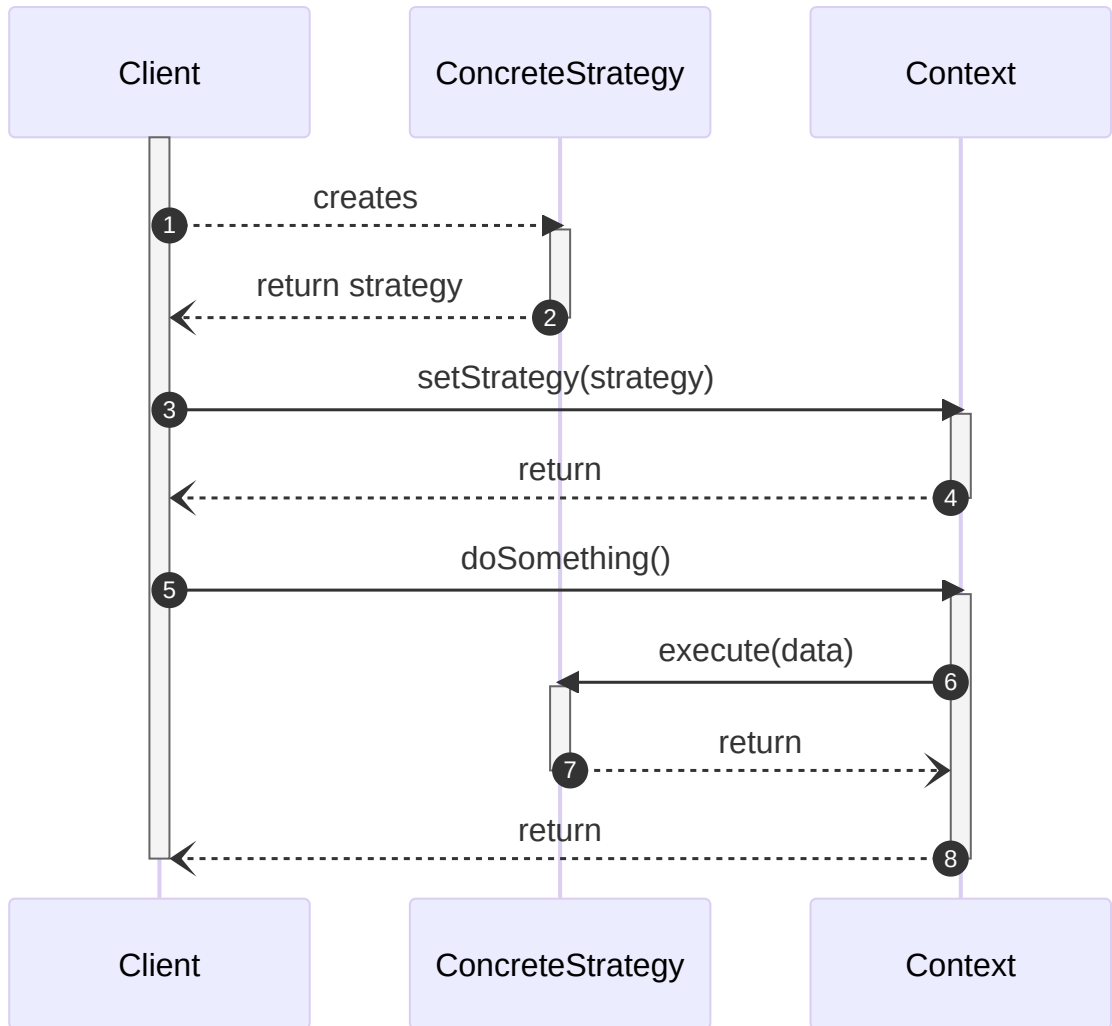 Client
ConcreteStrategy
Context
creates
1
return strategy
2
setStrategy(strategy)
3
return
4
doSomething()
5
execute(data)
6
return
7
return
8
Client
ConcreteStrategy
Context